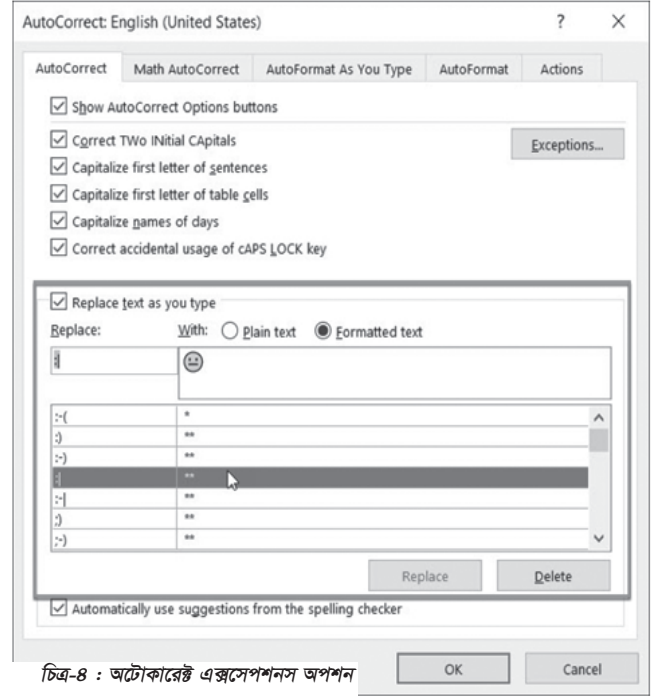 AutoCorrect: English (United States) ? ×
AutoCorrect Math AutoCorrect AutoFormat As You Type AutoFormat Actions
Show AutoCorrect Options buttons
Correct TWo INitial CApitals
Exceptions...
Capitalize first letter of sentences
Capitalize first letter of table cells
Capitalize names of days
Correct accidental usage of cAPS LOCK key
Replace text as you type
Replace: With: Plain text Formatted text
:| 😐
:-( *
:) **
:-) **
:| **
:-| **
;) **
;-) **
Replace Delete
Automatically use suggestions from the spelling checker
চিত্র-৪ : অটোকারেক্ট এক্সসেপশনস অপশন
OK Cancel